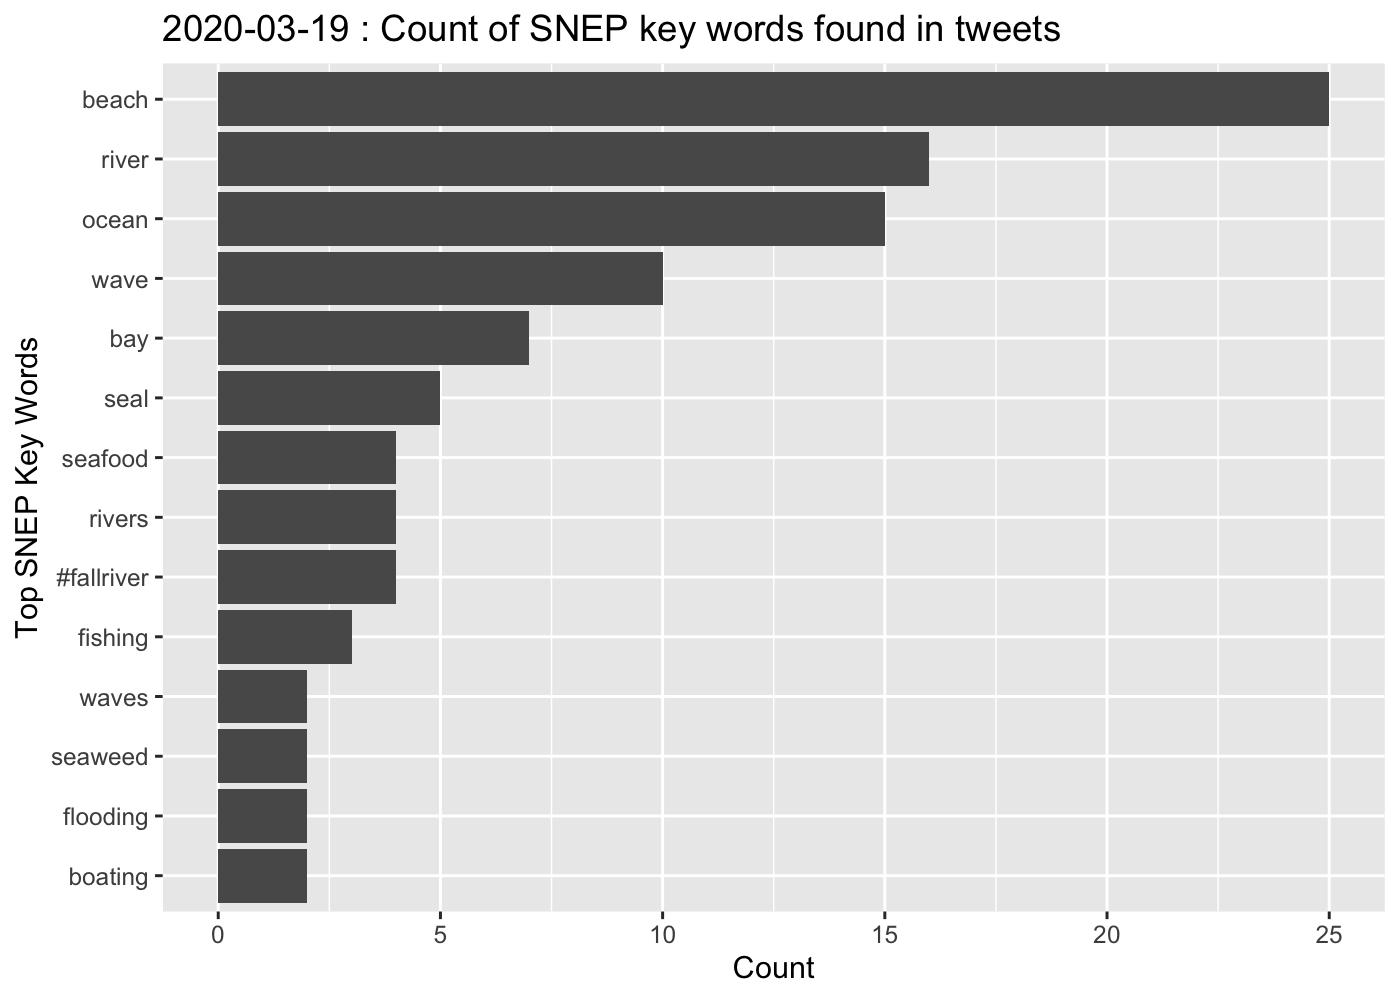 2020-03-19 : Count of SNEP key words found in tweets
Top SNEP Key Words
beach
river
ocean
wave
bay
seal
seafood
rivers
#fallriver
fishing
waves
seaweed
flooding
boating
0 5 10 15 20 25
Count